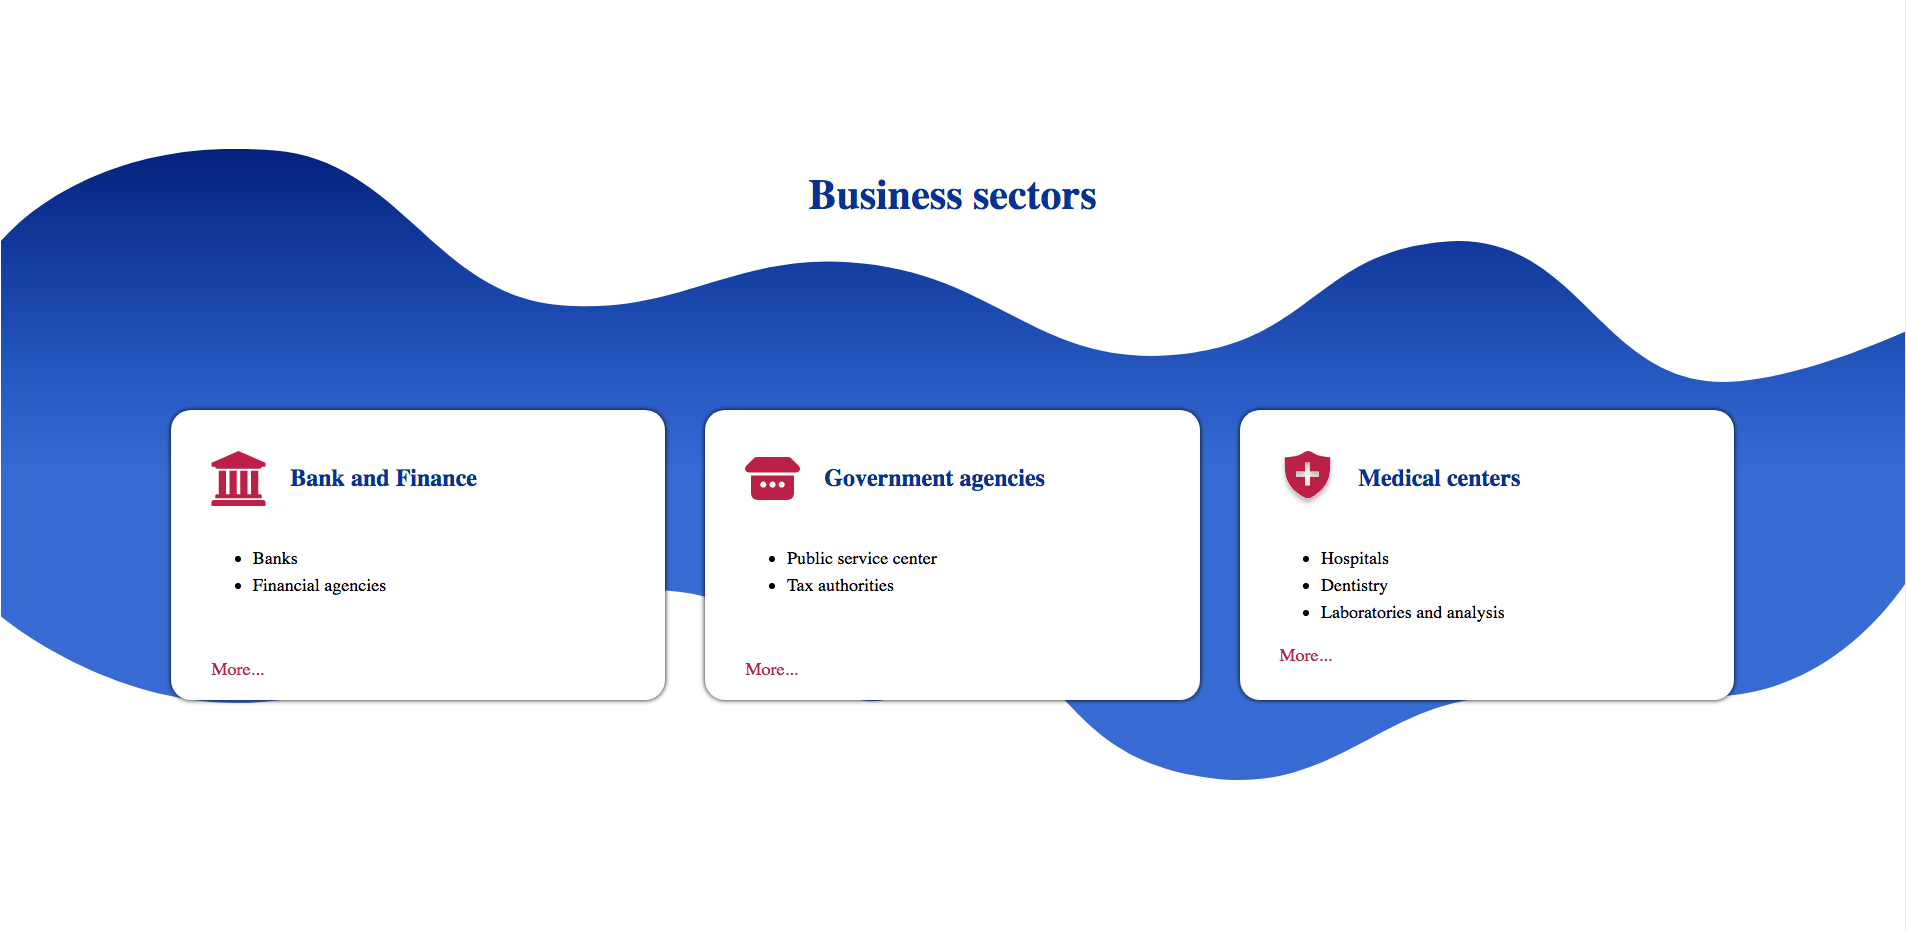 Business sectors
Bank and Finance
Banks
Financial agencies
More...
Government agencies
Public service center
Tax authorities
More...
Medical centers
Hospitals
Dentistry
Laboratories and analysis
More...